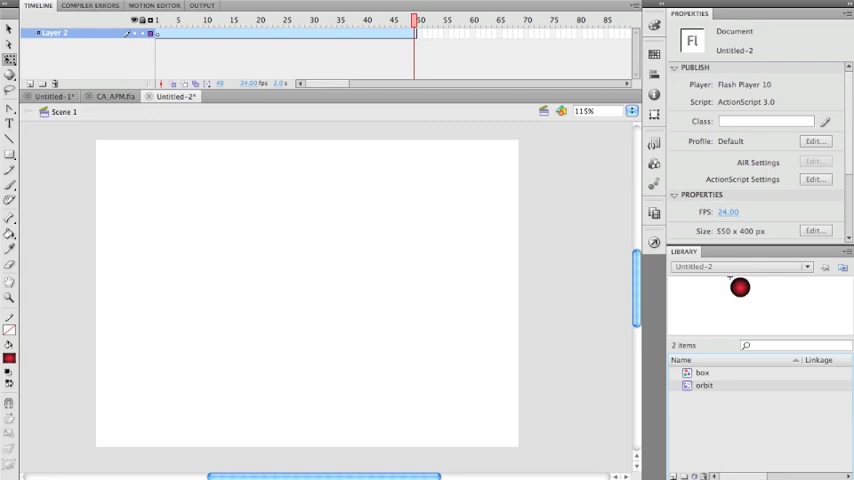 TIMELINE COMPILER ERRORS MOTION EDITOR OUTPUT
PROPERTIES
1 5 10 15 20 25 30 35 40 45 50 55 60 65 70 75 80 85
Layer 2
Fl
Document
Untitled-2
PUBLISH
49 24.00 fps 2.0 s
Player: Flash Player 10
Untitled-1* CA_APM.fla Untitled-2*
Script: ActionScript 3.0
Scene 1
115%
Class:
Profile: Default
Edit...
AIR Settings
Edit...
ActionScript Settings
Edit...
PROPERTIES
FPS: 24.00
Size: 550 x 400 px
Edit...
LIBRARY
Untitled-2
2 items
Name Linkage
box
orbit
T